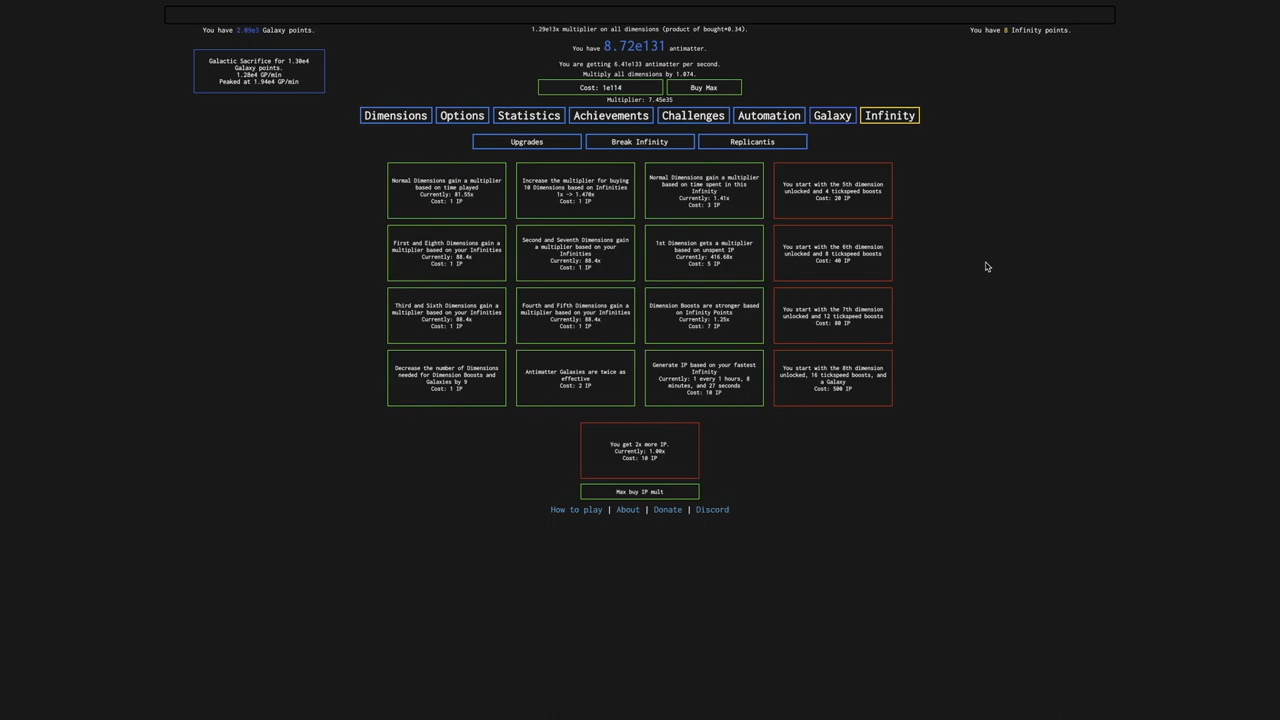 You have 2.09e3 Galaxy points.
1.29e13x multiplier on all dimensions (product of bought*0.34).
You have 8 Infinity points.
You have 8.72e131 antimatter.
Galactic Sacrifice for 1.30e4
Galaxy points.
1.28e4 GP/min
Peaked at 1.94e4 GP/min
You are getting 6.41e133 antimatter per second.
Multiply all dimensions by 1.074.
Cost: 1e114
Buy Max
Multiplier: 7.45e35
Dimensions
Options
Statistics
Achievements
Challenges
Automation
Galaxy
Infinity
Upgrades
Break Infinity
Replicantis
Normal Dimensions gain a multiplier
based on time played
Currently: 81.55x
Cost: 1 IP
Increase the multiplier for buying
10 Dimensions based on Infinities
1x -> 1.470x
Cost: 1 IP
Normal Dimensions gain a multiplier
based on time spent in this
Infinity
Currently: 1.41x
Cost: 3 IP
You start with the 5th dimension
unlocked and 4 tickspeed boosts
Cost: 20 IP
First and Eighth Dimensions gain a
multiplier based on your Infinities
Currently: 88.4x
Cost: 1 IP
Second and Seventh Dimensions gain
a multiplier based on your
Infinities
Currently: 88.4x
Cost: 1 IP
1st Dimension gets a multiplier
based on unspent IP
Currently: 416.68x
Cost: 5 IP
You start with the 6th dimension
unlocked and 8 tickspeed boosts
Cost: 40 IP
Third and Sixth Dimensions gain a
multiplier based on your Infinities
Currently: 88.4x
Cost: 1 IP
Fourth and Fifth Dimensions gain a
multiplier based on your Infinities
Currently: 88.4x
Cost: 1 IP
Dimension Boosts are stronger based
on Infinity Points
Currently: 1.25x
Cost: 7 IP
You start with the 7th dimension
unlocked and 12 tickspeed boosts
Cost: 80 IP
Decrease the number of Dimensions
needed for Dimension Boosts and
Galaxies by 9
Cost: 1 IP
Antimatter Galaxies are twice as
effective
Cost: 2 IP
Generate IP based on your fastest
Infinity
Currently: 1 every 1 hours, 8
minutes, and 27 seconds
Cost: 10 IP
You start with the 8th dimension
unlocked, 16 tickspeed boosts, and
a Galaxy
Cost: 500 IP
You get 2x more IP.
Currently: 1.00x
Cost: 10 IP
Max buy IP mult
How to play | About | Donate | Discord